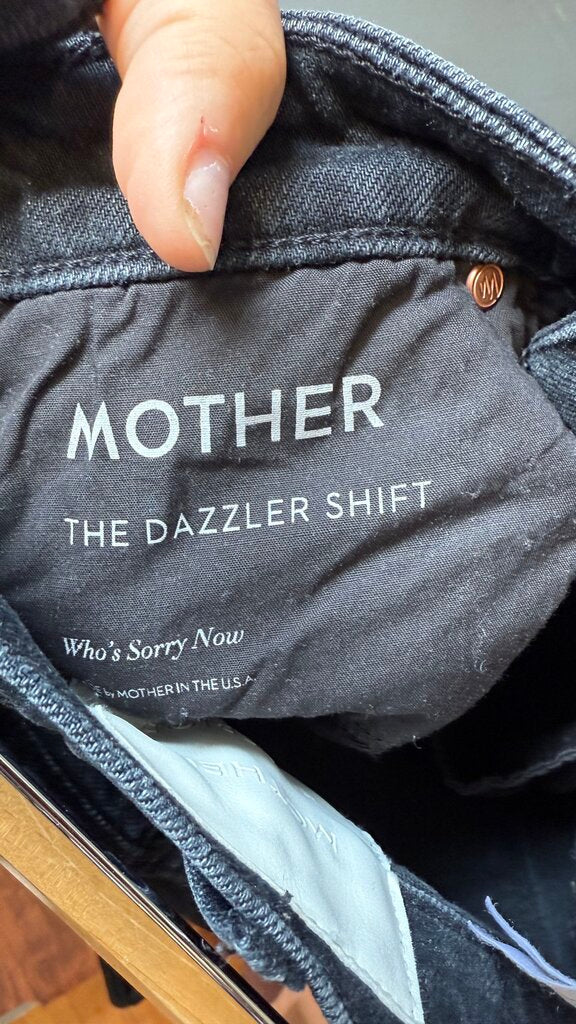 MOTHER
THE DAZZLER SHIFT
Who's Sorry Now
by MOTHER IN THE U.S.A.
M